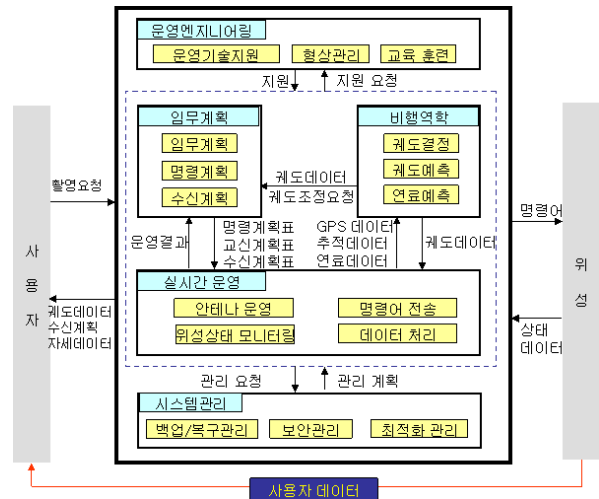 운영엔지니어링
운영기술지원
형상관리
교육 훈련
지원
지원 요청
임무계획
임무계획
명령계획
수신계획
비행역학
궤도결정
궤도예측
연료예측
궤도데이터
궤도조정요청
촬영요청
명령어
운영결과
명령계획표
교신계획표
수신계획표
GPS 데이터
추적데이터
연료데이터
궤도데이터
사용자
위성
실시간 운영
안테나 운영
명령어 전송
위성상태 모니터링
데이터 처리
궤도데이터
수신계획
자세데이터
상태
데이터
관리 요청
관리 계획
시스템관리
백업/복구관리
보안관리
최적화 관리
사용자 데이터